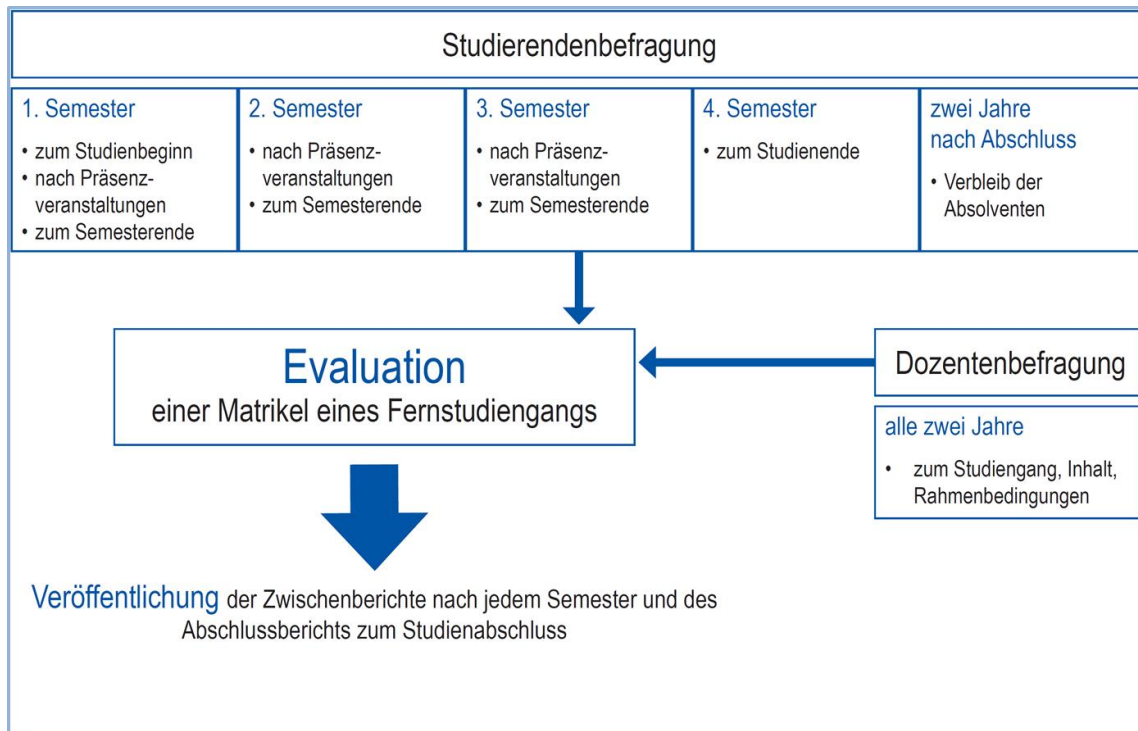 Studierendenbefragung
1. Semester
• zum Studienbeginn
• nach Präsenz-
veranstaltungen
• zum Semesterende
2. Semester
• nach Präsenz-
veranstaltungen
• zum Semesterende
3. Semester
• nach Präsenz-
veranstaltungen
• zum Semesterende
4. Semester
• zum Studienende
zwei Jahre
nach Abschluss
• Verbleib der
Absolventen
Evaluation
einer Matrikel eines Fernstudiengangs
Dozentenbefragung
alle zwei Jahre
• zum Studiengang, Inhalt,
Rahmenbedingungen
Veröffentlichung der Zwischenberichte nach jedem Semester und des
Abschlussberichts zum Studienabschluss